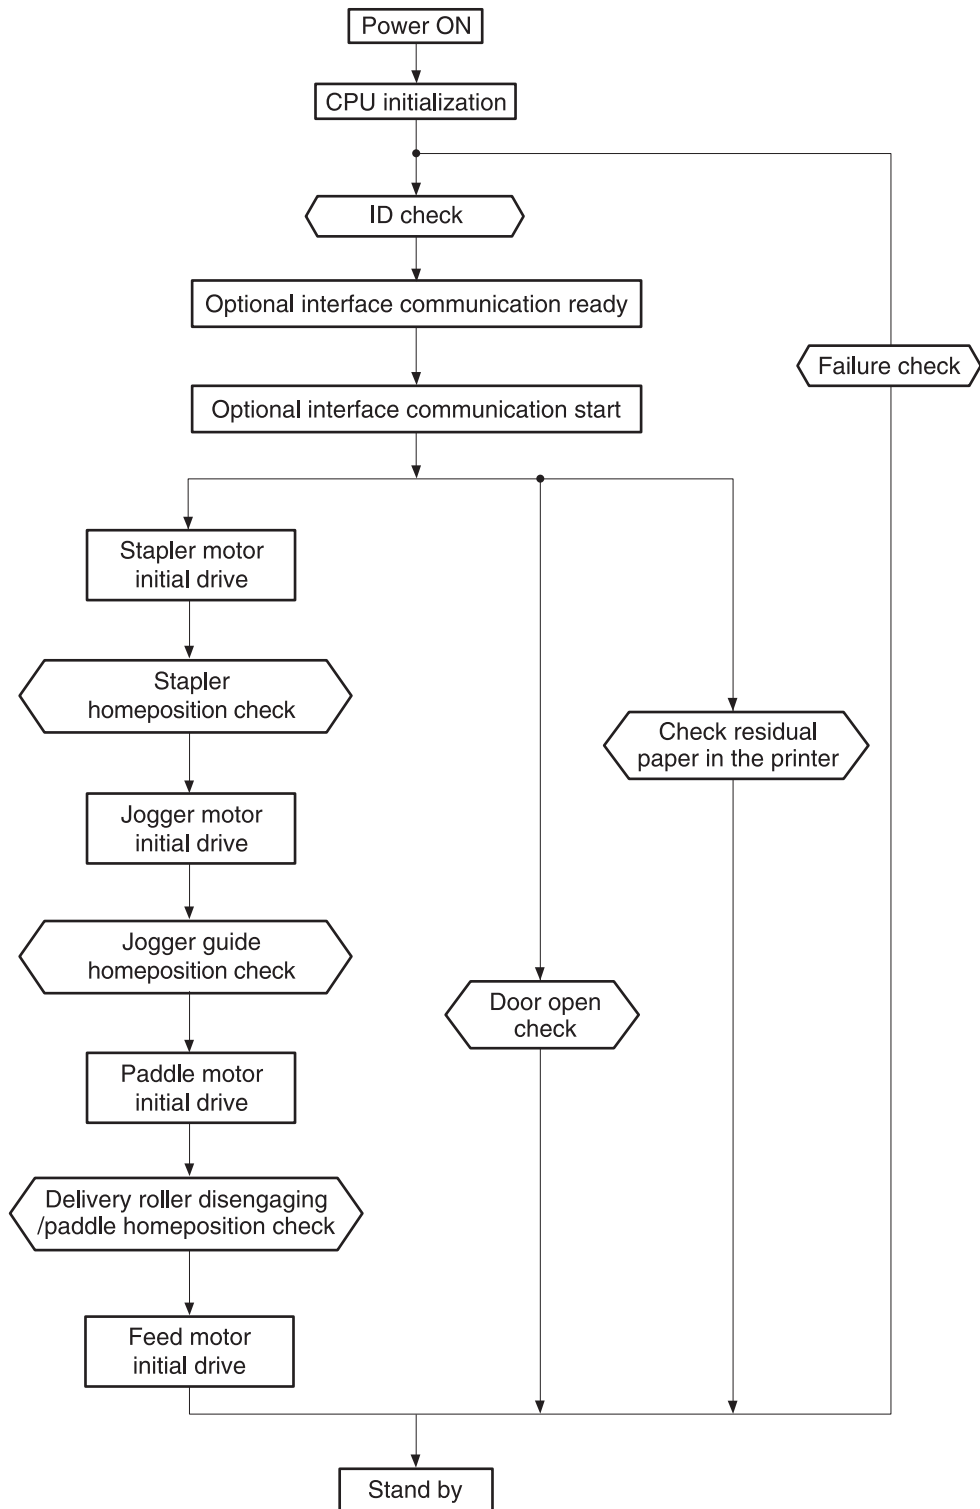 Power ON
CPU initialization
ID check
Optional interface communication ready
Failure check
Optional interface communication start
Stapler motor
initial drive
Stapler
homeposition check
Check residual
paper in the printer
Jogger motor
initial drive
Jogger guide
homeposition check
Door open
check
Paddle motor
initial drive
Delivery roller disengaging
/paddle homeposition check
Feed motor
initial drive
Stand by